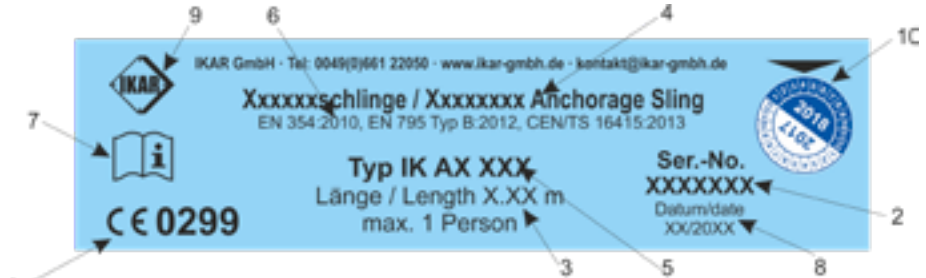 9
6
4
10
IKAR
IKAR GmbH · Tel: 0049(0)661 22050 · www.ikar-gmbh.de · kontakt@ikar-gmbh.de
Xxxxxxschlinge / Xxxxxxxx Anchorage Sling
EN 354:2010, EN 795 Typ B:2012, CEN/TS 16415:2013
2018
2017
7
i
Typ IK AX XXX
Ser.-No.
XXXXXXX
Länge / Length X.XX m
Datum/date
2
CE 0299
max. 1 Person
XX/20XX
3
5
8